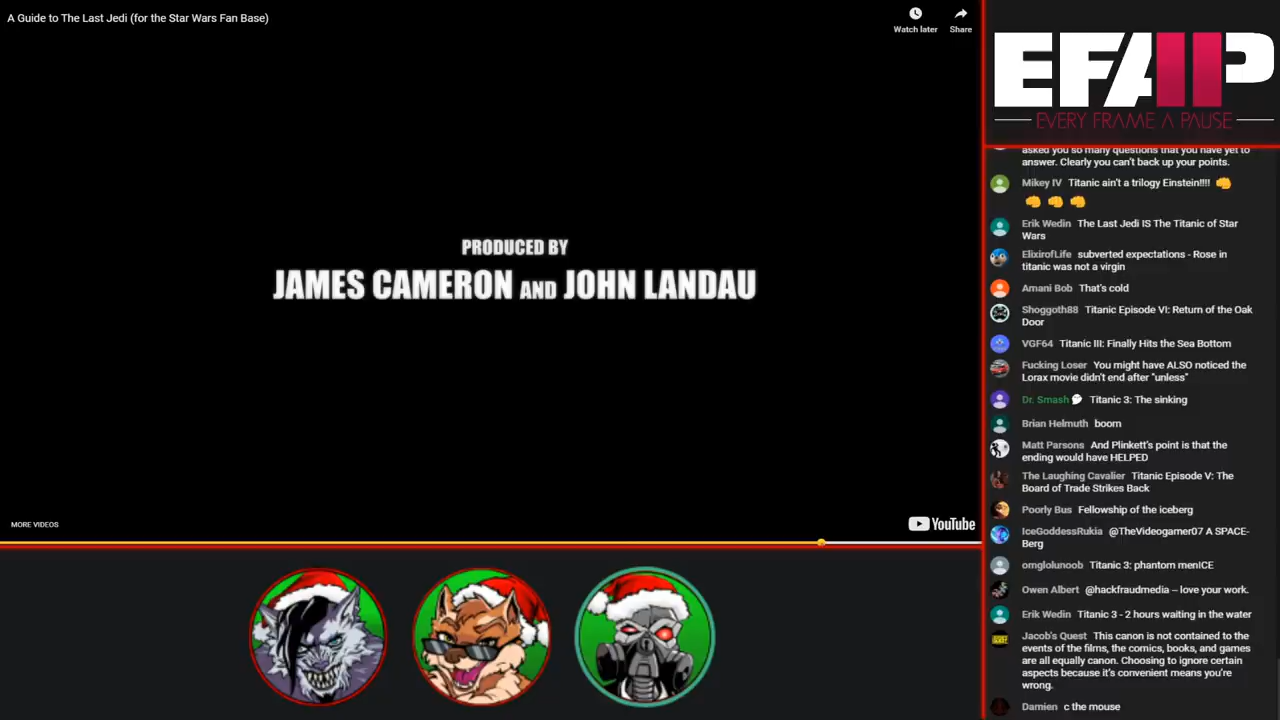 A Guide to The Last Jedi (for the Star Wars Fan Base)
Watch later
Share
PRODUCED BY
JAMES CAMERON AND JOHN LANDAU
MORE VIDEOS
YouTube
EFAP
EVERY FRAME A PAUSE
asked you so many questions that you have yet to
answer. Clearly you can't back up your points.
Mikey IV Titanic ain't a trilogy Einstein!!!!
Erik Wedin The Last Jedi IS The Titanic of Star
Wars
ElixirofLife subverted expectations - Rose in
titanic was not a virgin
Amani Bob That's cold
Shoggoth88 Titanic Episode VI: Return of the Oak
Door
VGF64 Titanic III: Finally Hits the Sea Bottom
Fucking Loser You might have ALSO noticed the
Lorax movie didn't end after "unless"
Dr. Smash Titanic 3: The sinking
Brian Helmuth boorn
Matt Parsons And Plinkett's point is that the
ending would have HELPED
The Laughing Cavalier Titanic Episode V: The
Board of Trade Strikes Back
Poorly Bus Fellowship of the iceberg
IceGoddessRukia @TheVideogamer07 A SPACE-
Berg
omglolunoob Titanic 3: phantom menICE
Owen Albert @hackfraudmedia -- love your work.
Erik Wedin Titanic 3 - 2 hours waiting in the water
Jacob's Quest This canon is not contained to the
events of the films, the comics, books, and games
are all equally canon. Choosing to ignore certain
aspects because it's convenient means you're
wrong.
Damien c the mouse